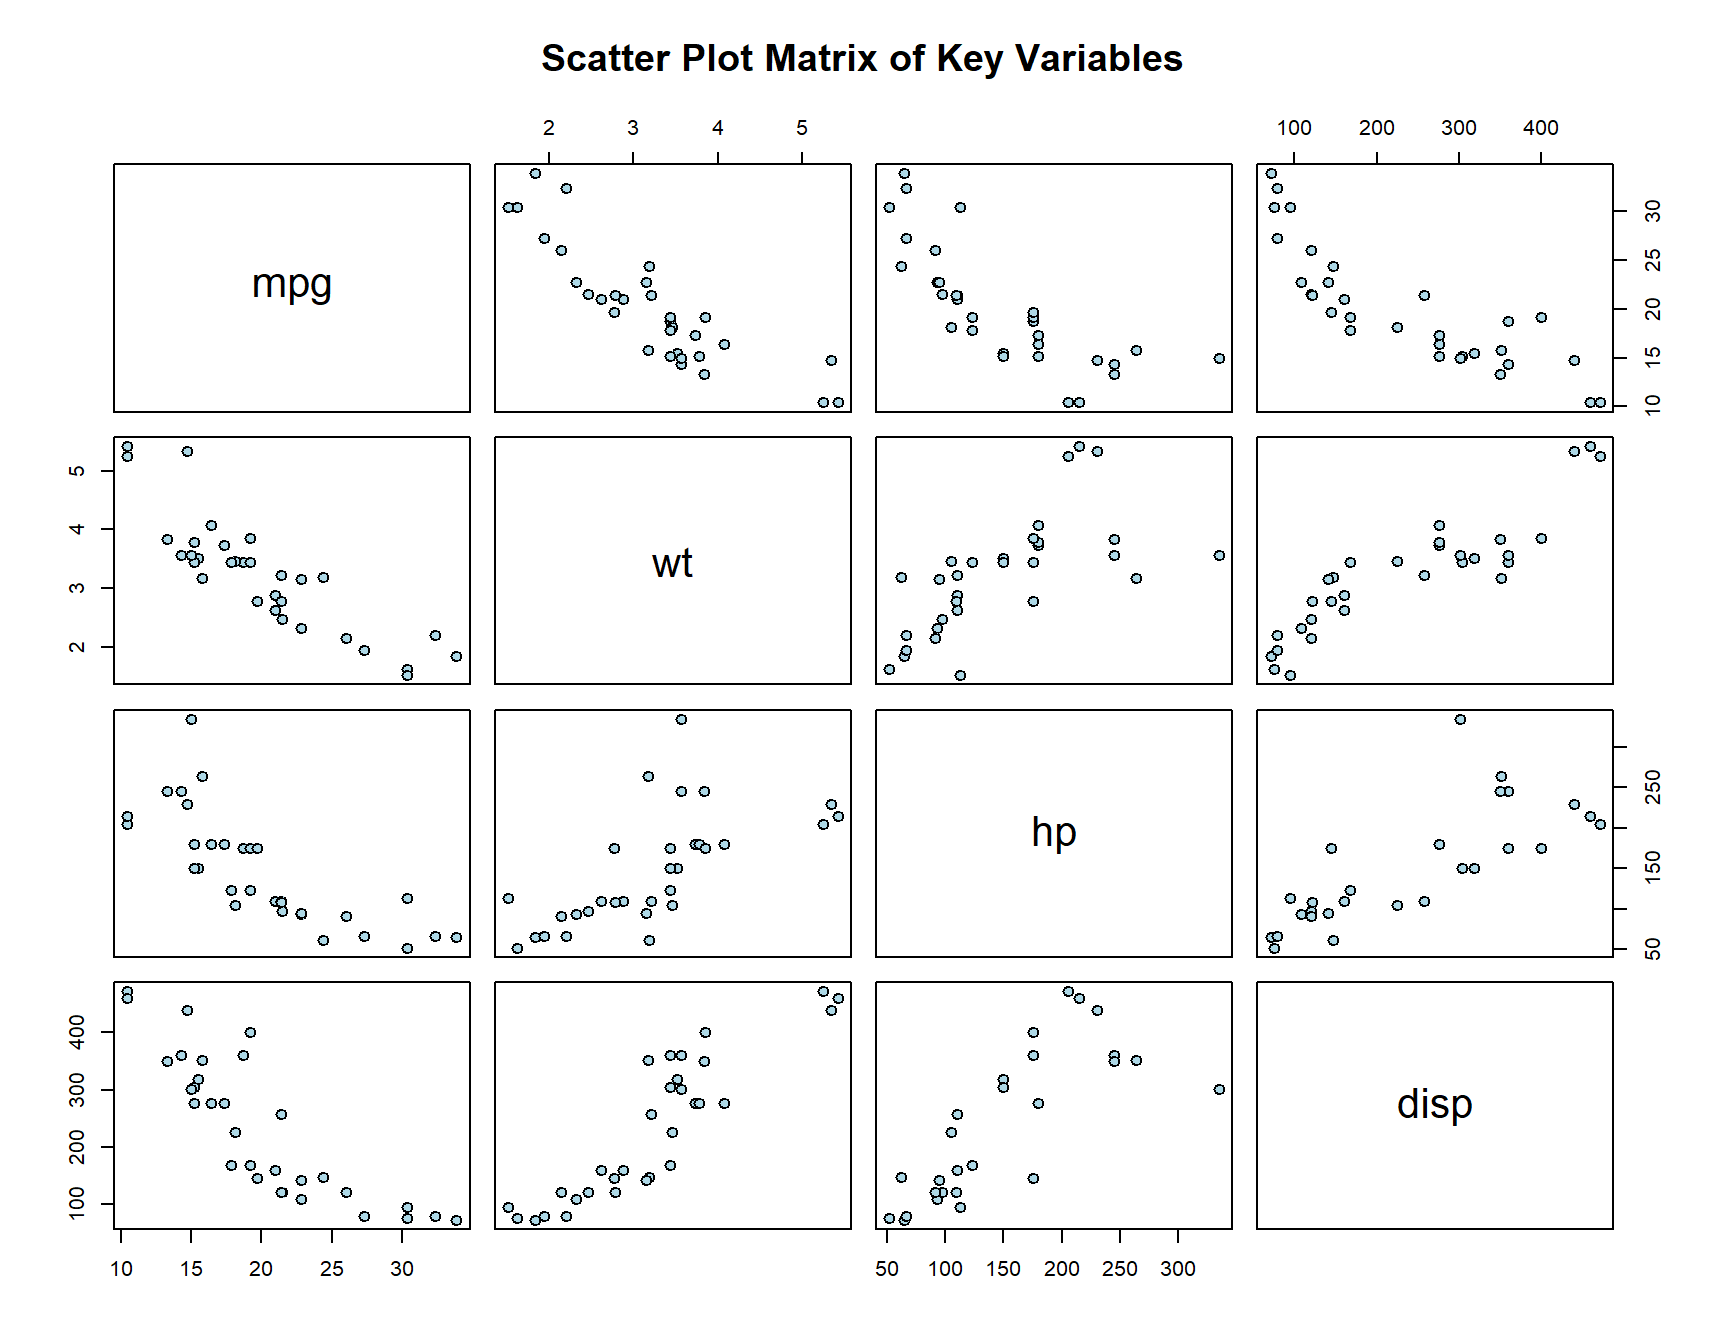 Scatter Plot Matrix of Key Variables
2 3 4 5 100 200 300 400
mpg
10 15 20 25 30
2 3 4 5
wt
hp
50 150 250
100 200 300 400
disp
10 15 20 25 30 50 100 150 200 250 300